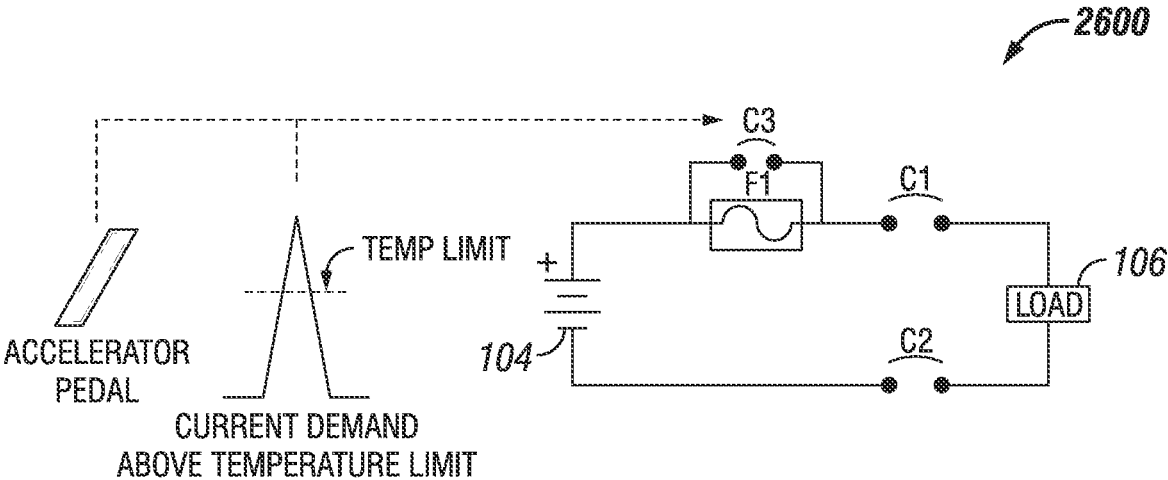 2600
C3
F1
C1
TEMP LIMIT
+
106
LOAD
ACCELERATOR
PEDAL
104
C2
CURRENT DEMAND
ABOVE TEMPERATURE LIMIT